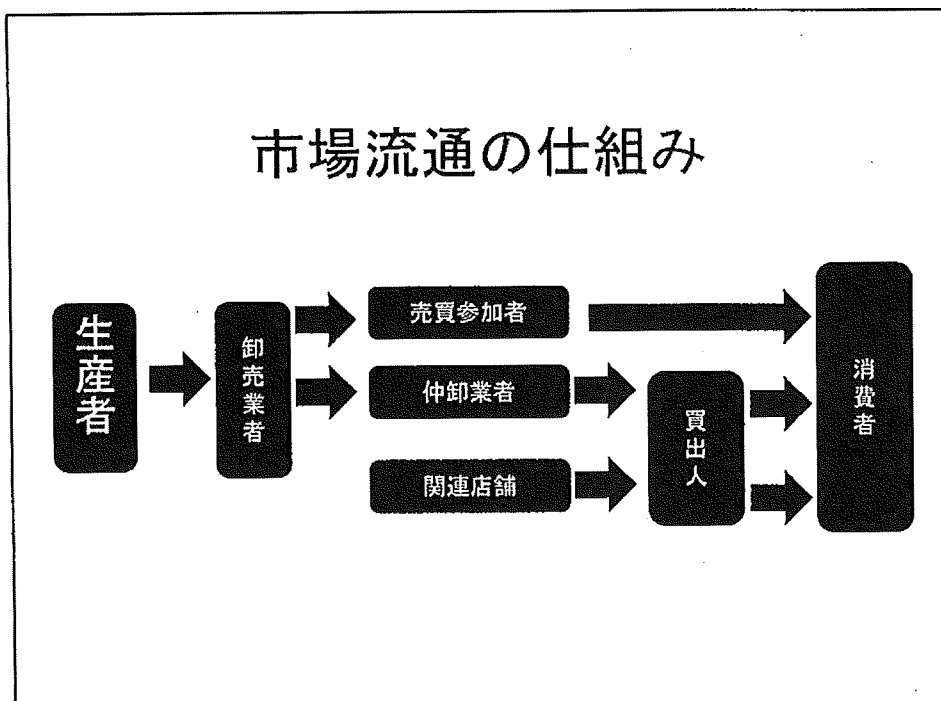 市場流通の仕組み
生産者
卸売業者
売買参加者
仲卸業者
関連店舗
買出人
消費者